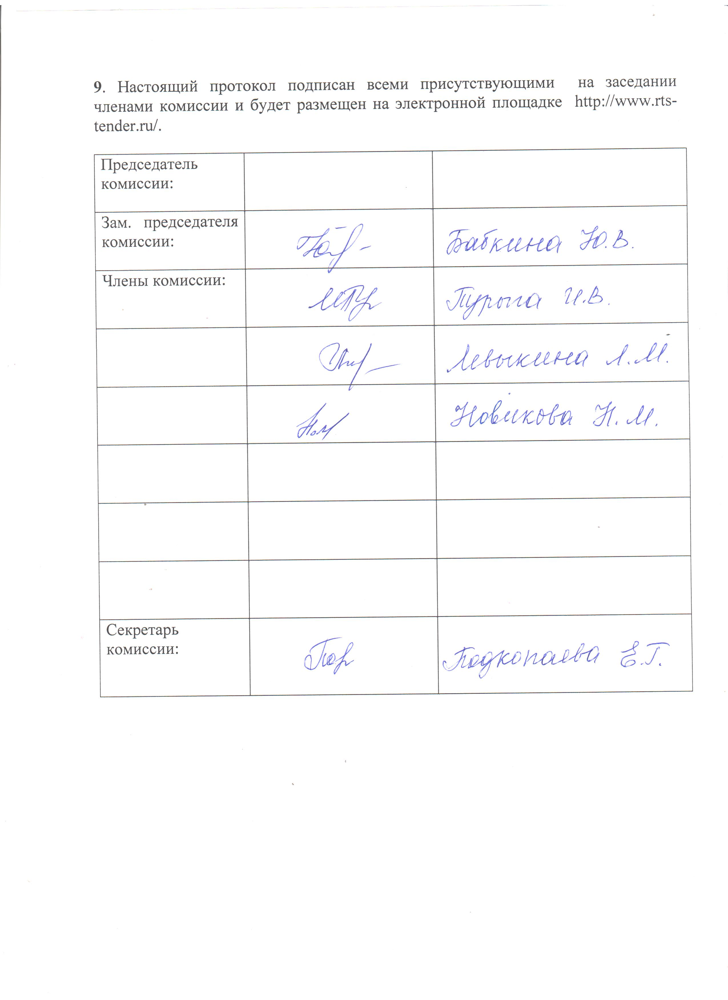 9. Настоящий протокол подписан всеми присутствующими на заседании
членами комиссии и будет размещен на электронной площадке http://www.rts-
tender.ru/.
Председатель
комиссии:
Зам. председателя
комиссии:
Бабкина Ю.В.
Члены комиссии:
Турыга И.В.
Левыкина Л.М.
Новикова Н.М.
Секретарь
комиссии:
Подкопаева Е.Г.